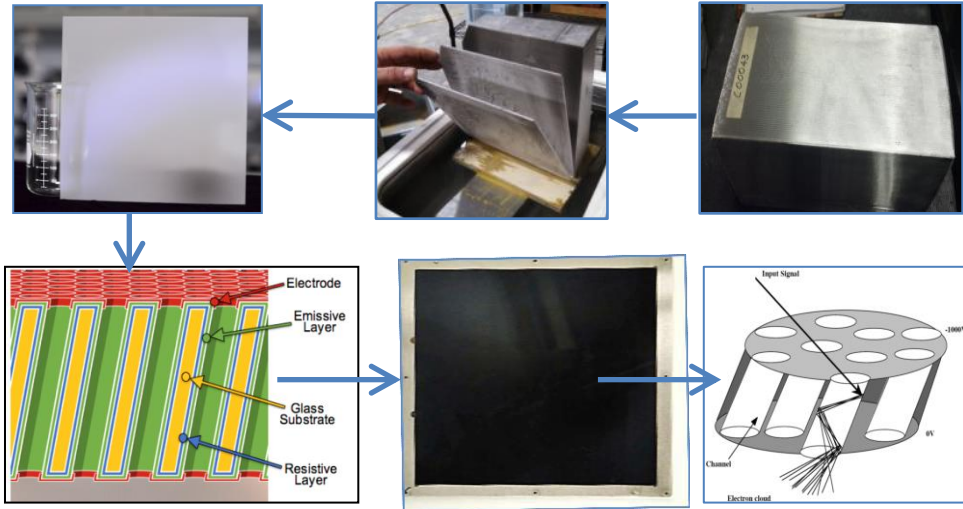 C00043
Electrode
Emissive
Layer
Glass
Substrate
Resistive
Layer
Input Signal
-1000V
0V
Channel
Electron cloud